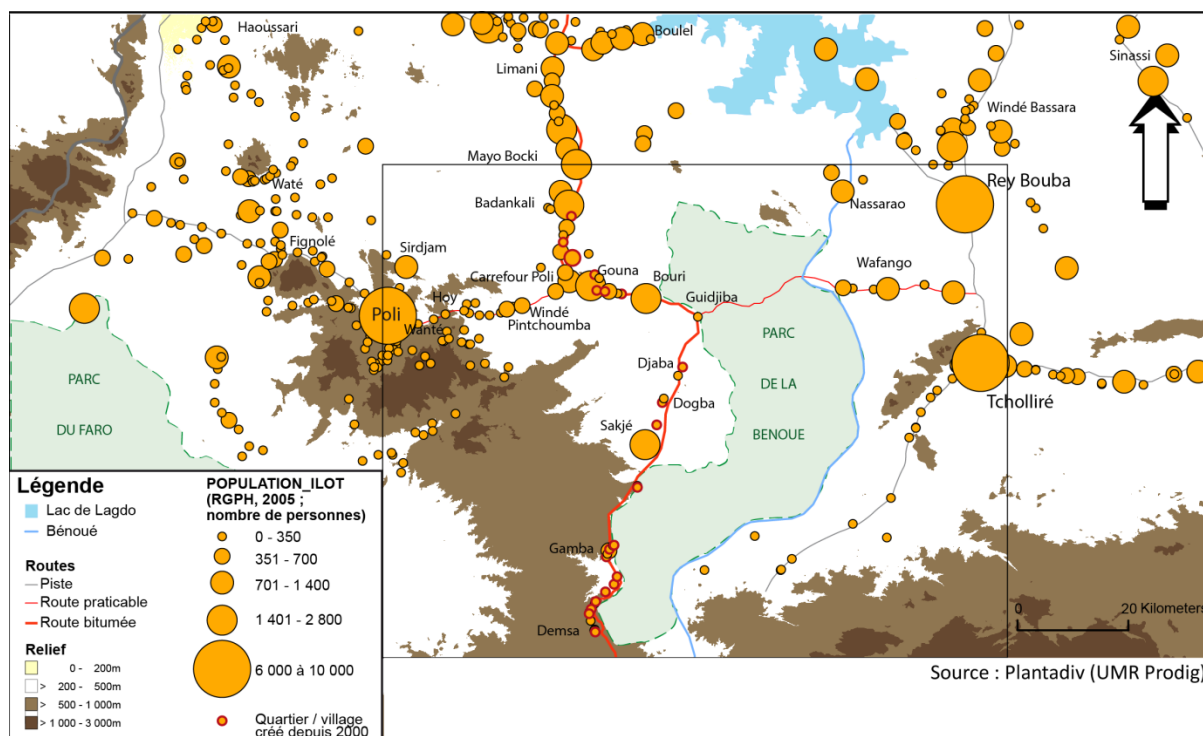 Haoussari
Boulel
Sinassi
Limani
Windé Bassara
Mayo Bocki
Waté
Rey Bouba
Badankali
Nassarao
Fignolé
Sirdjam
Carrefour Poli
Gouna
Bouri
Wafango
Hoy
Guidjiba
Poli
Windé
Pintchoumba
Wanté
PARC
DE LA
BENOUE
Djaba
PARC
DU FARO
Dogba
Tcholliré
Sakjé
Gamba
Demsa
0
20 Kilometers
Légende
Lac de Lagdo
Bénoué
Routes
Piste
Route praticable
Route bitumée
Relief
0 - 200m
> 200 - 500m
> 500 - 1 000m
> 1 000 - 3 000m
POPULATION_ILOT
(RGPH, 2005 ;
nombre de personnes)
0 - 350
351 - 700
701 - 1 400
1 401 - 2 800
6 000 à 10 000
Quartier / village
créé depuis 2000
Source : Plantadiv (UMR Prodig)